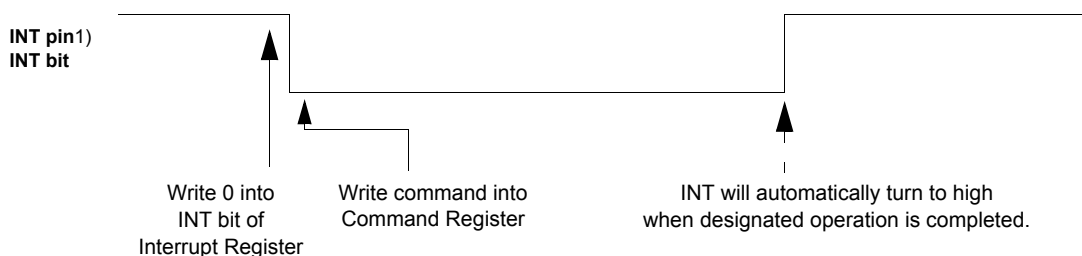 INT pin1)
INT bit
Write 0 into
INT bit of
Interrupt Register
Write command into
Command Register
INT will automatically turn to high
when designated operation is completed.